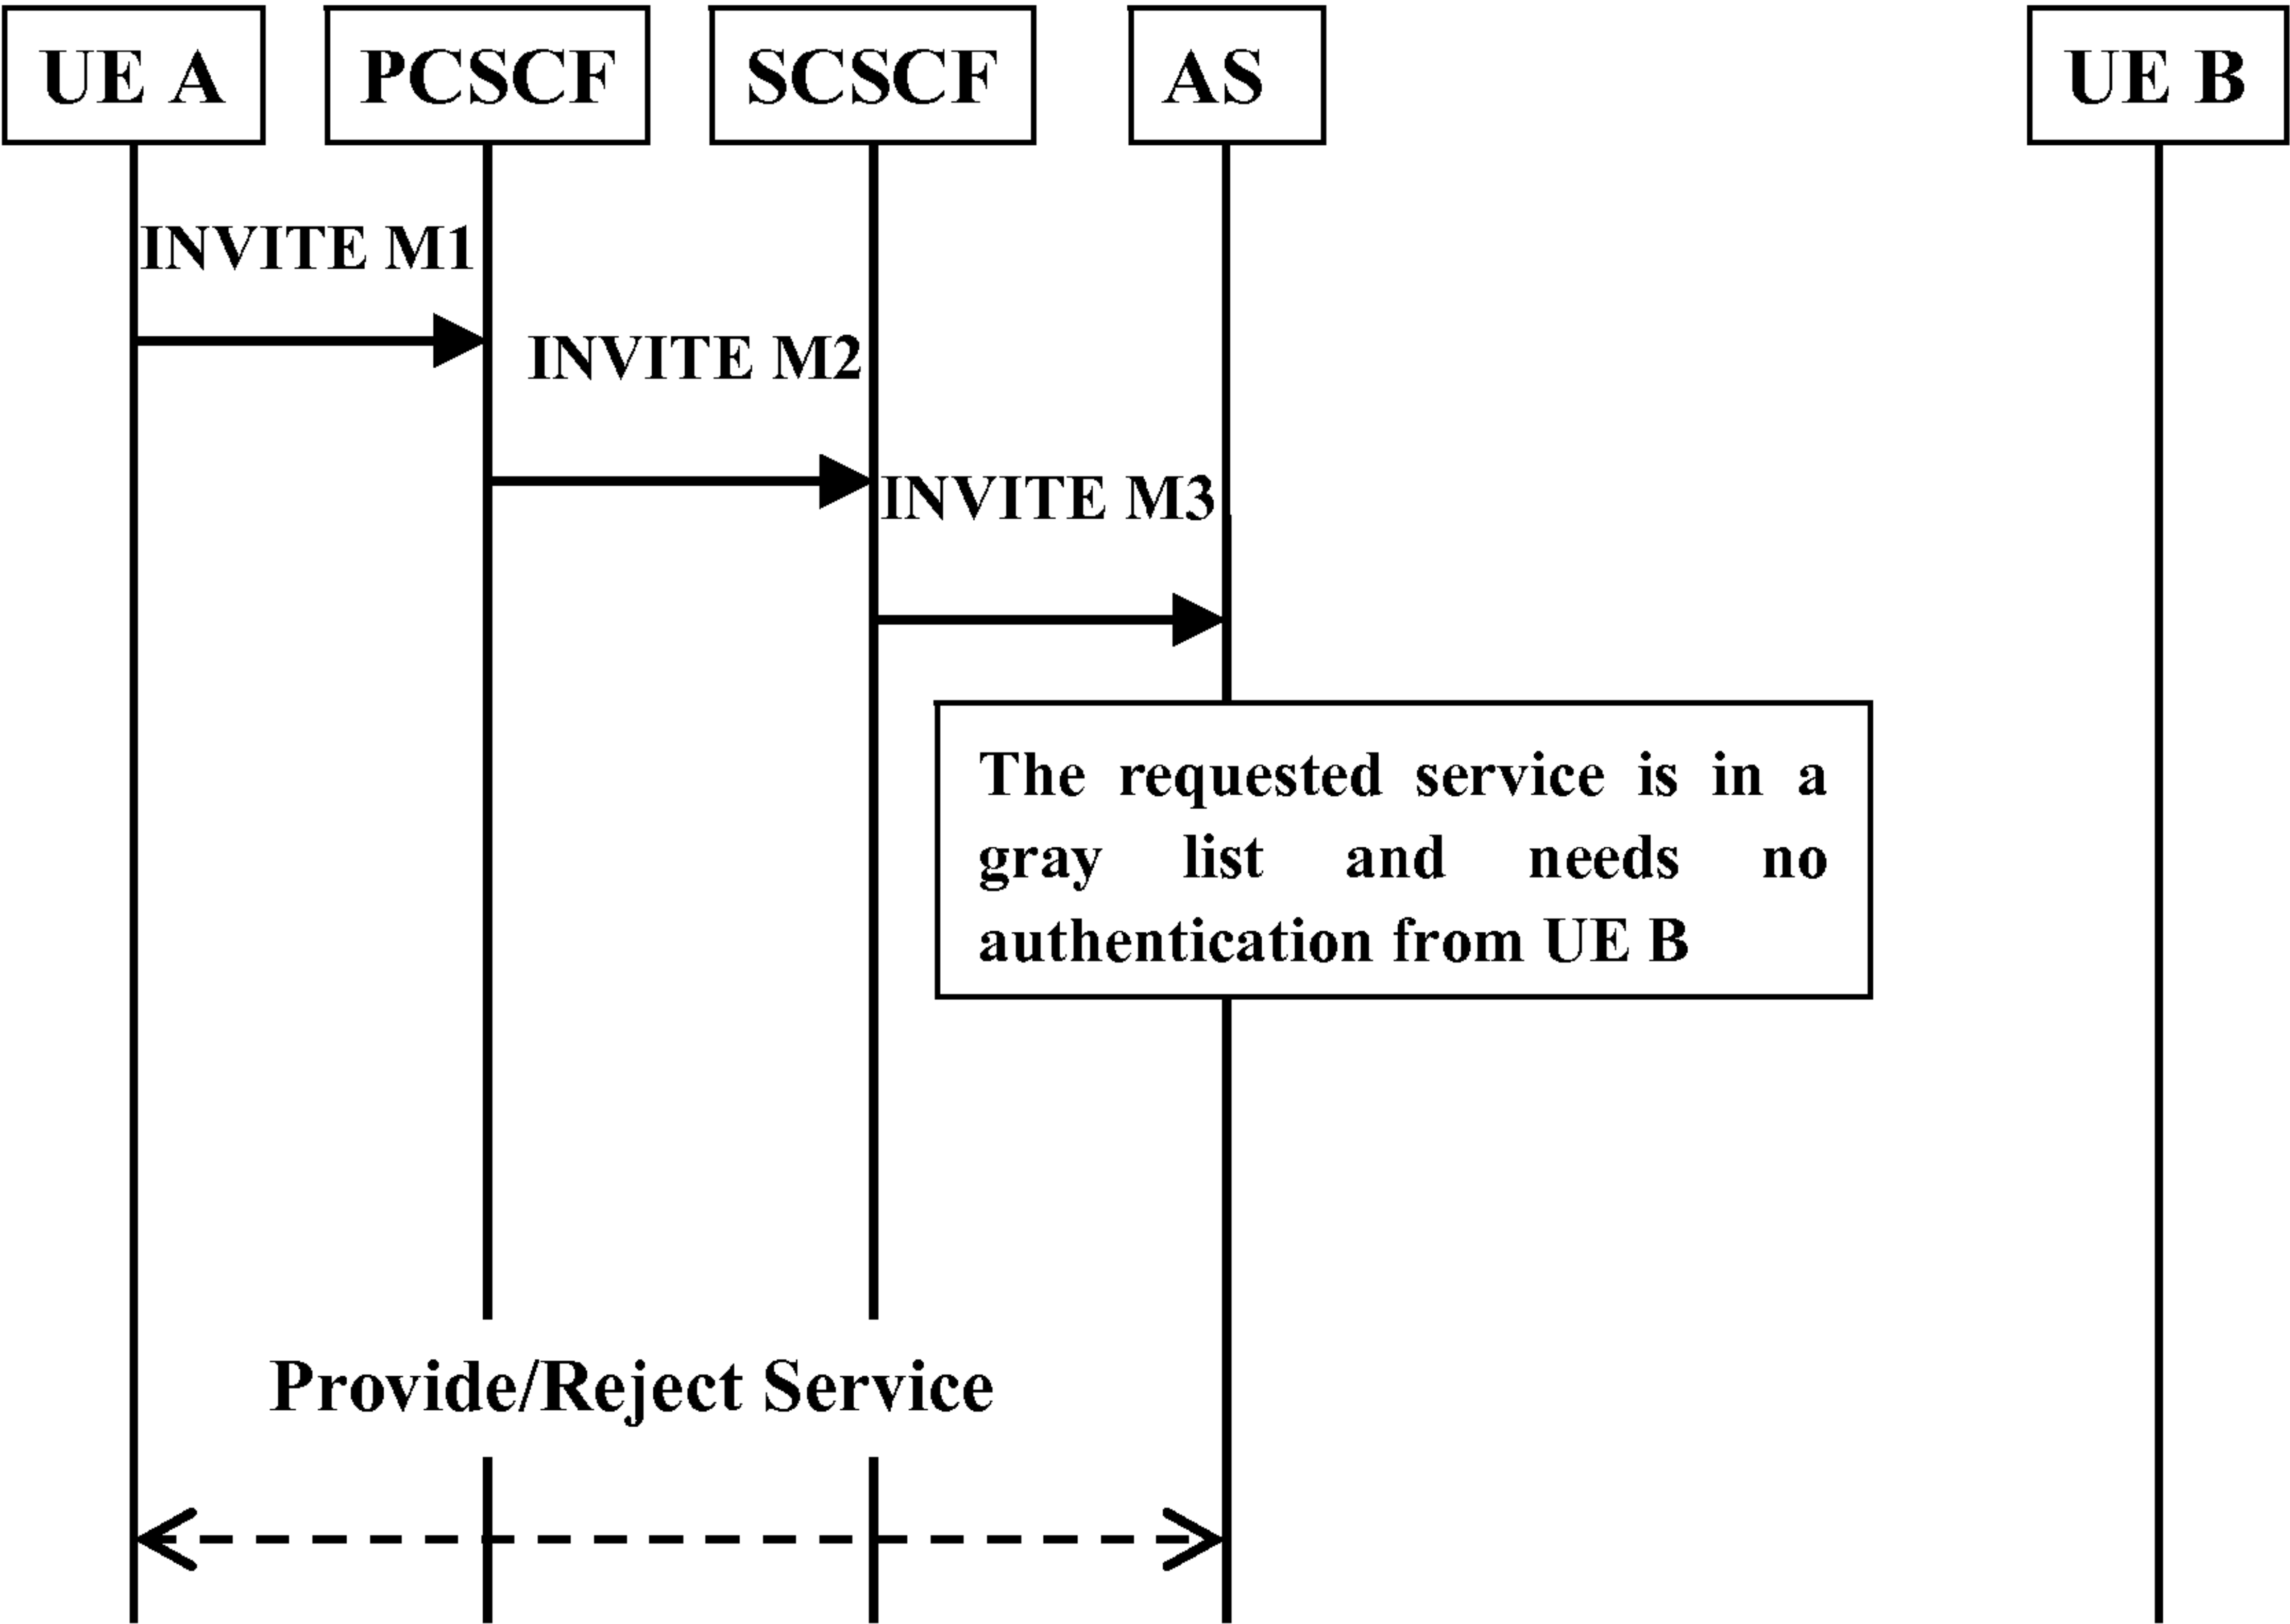 UE A PCSCF SCSCF AS UE B
INVITE M1
INVITE M2
INVITE M3
The requested service is in a
gray list and needs no
authentication from UE B
Provide/Reject Service